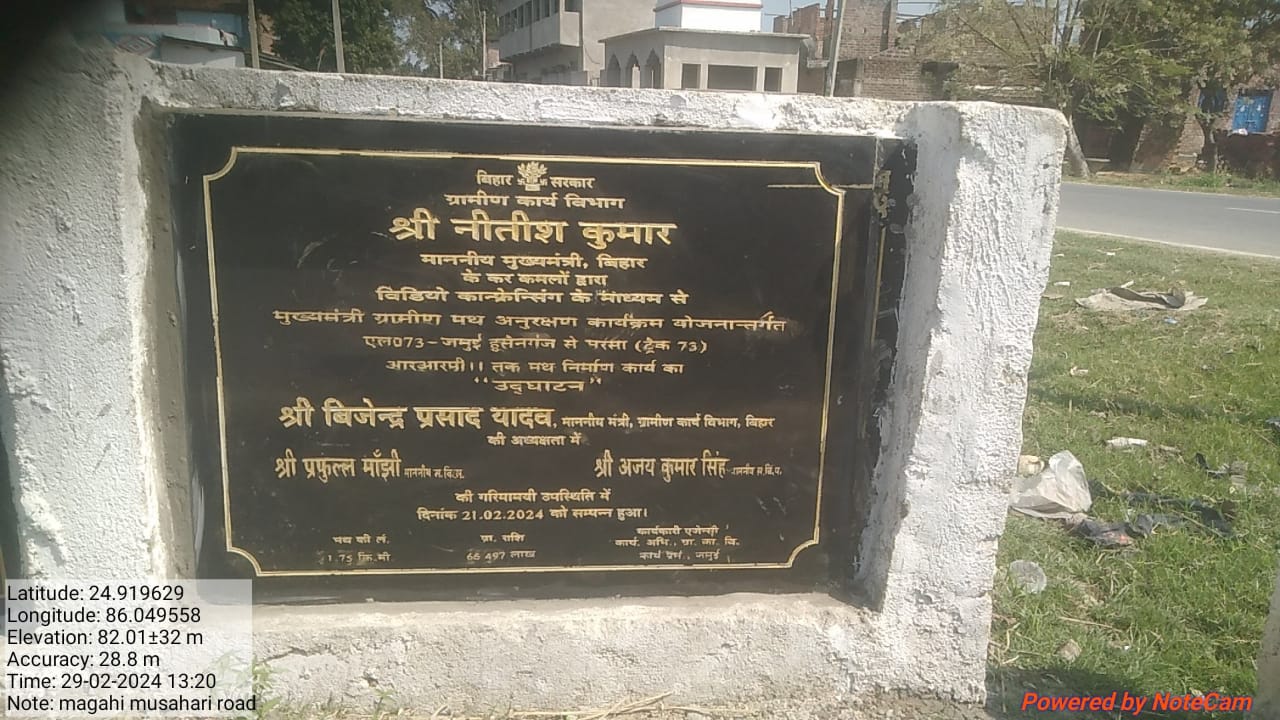 बिहार सरकार
ग्रामीण कार्य विभाग
श्री नीतीश कुमार
माननीय मुख्यमंत्री, बिहार
के कर कमलों द्वारा
विडियो कान्फ्रेन्सिंग के माध्यम से
मुख्यमंत्री ग्रामीण पथ अनुरक्षण कार्यक्रम योजनान्तर्गत
एल073-जमुई हुसेनगंज से परसा (ट्रैक 73)
आरआरपी।। तक पथ निर्माण कार्य का
"उद्घाटन"
श्री बिजेन्द्र प्रसाद यादव, माननीय मंत्री, ग्रामीण कार्य विभाग, बिहार
की अध्यक्षता में
श्री प्रफुल्ल माँझी माननीय स.वि.स. श्री अजय कुमार सिंह माननीय स.वि.प.
की गरिमामयी उपस्थिति में
दिनांक 21.02.2024 को सम्पन्न हुआ।
पथ की लं. प्रा. राशि कार्यकारी एजेन्सी
1.75 कि.मी. 66.497 लाख कार्य. अभि., ग्रा. का. वि.
कार्य प्रमं., जमुई
Latitude: 24.919629
Longitude: 86.049558
Elevation: 82.01±32 m
Accuracy: 28.8 m
Time: 29-02-2024 13:20
Note: magahi musahari road
Powered by NoteCam